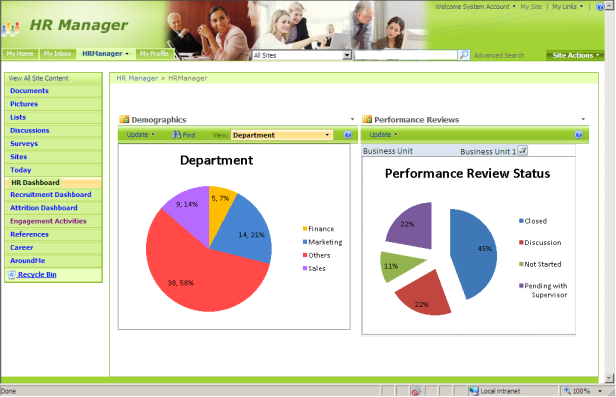 Welcome System Account | My Site | My Links |
HR Manager
My Home My Inbox HRManager My Profile
All Sites Advanced Search Site Actions
View All Site Content
Documents
Pictures
Lists
Discussions
Surveys
Sites
Today
HR Dashboard
Recruitment Dashboard
Attrition Dashboard
Engagement Activities
References
Career
AroundMe
Recycle Bin
HR Manager > HRManager
Demographics
Update Find View: Department
Department
5, 7%
14, 21%
38, 58%
9, 14%
Finance
Marketing
Others
Sales
Performance Reviews
Update
Business Unit Business Unit 1
Performance Review Status
45%
22%
11%
22%
Closed
Discussion
Not Started
Pending with
Supervisor
Done Local intranet 100%